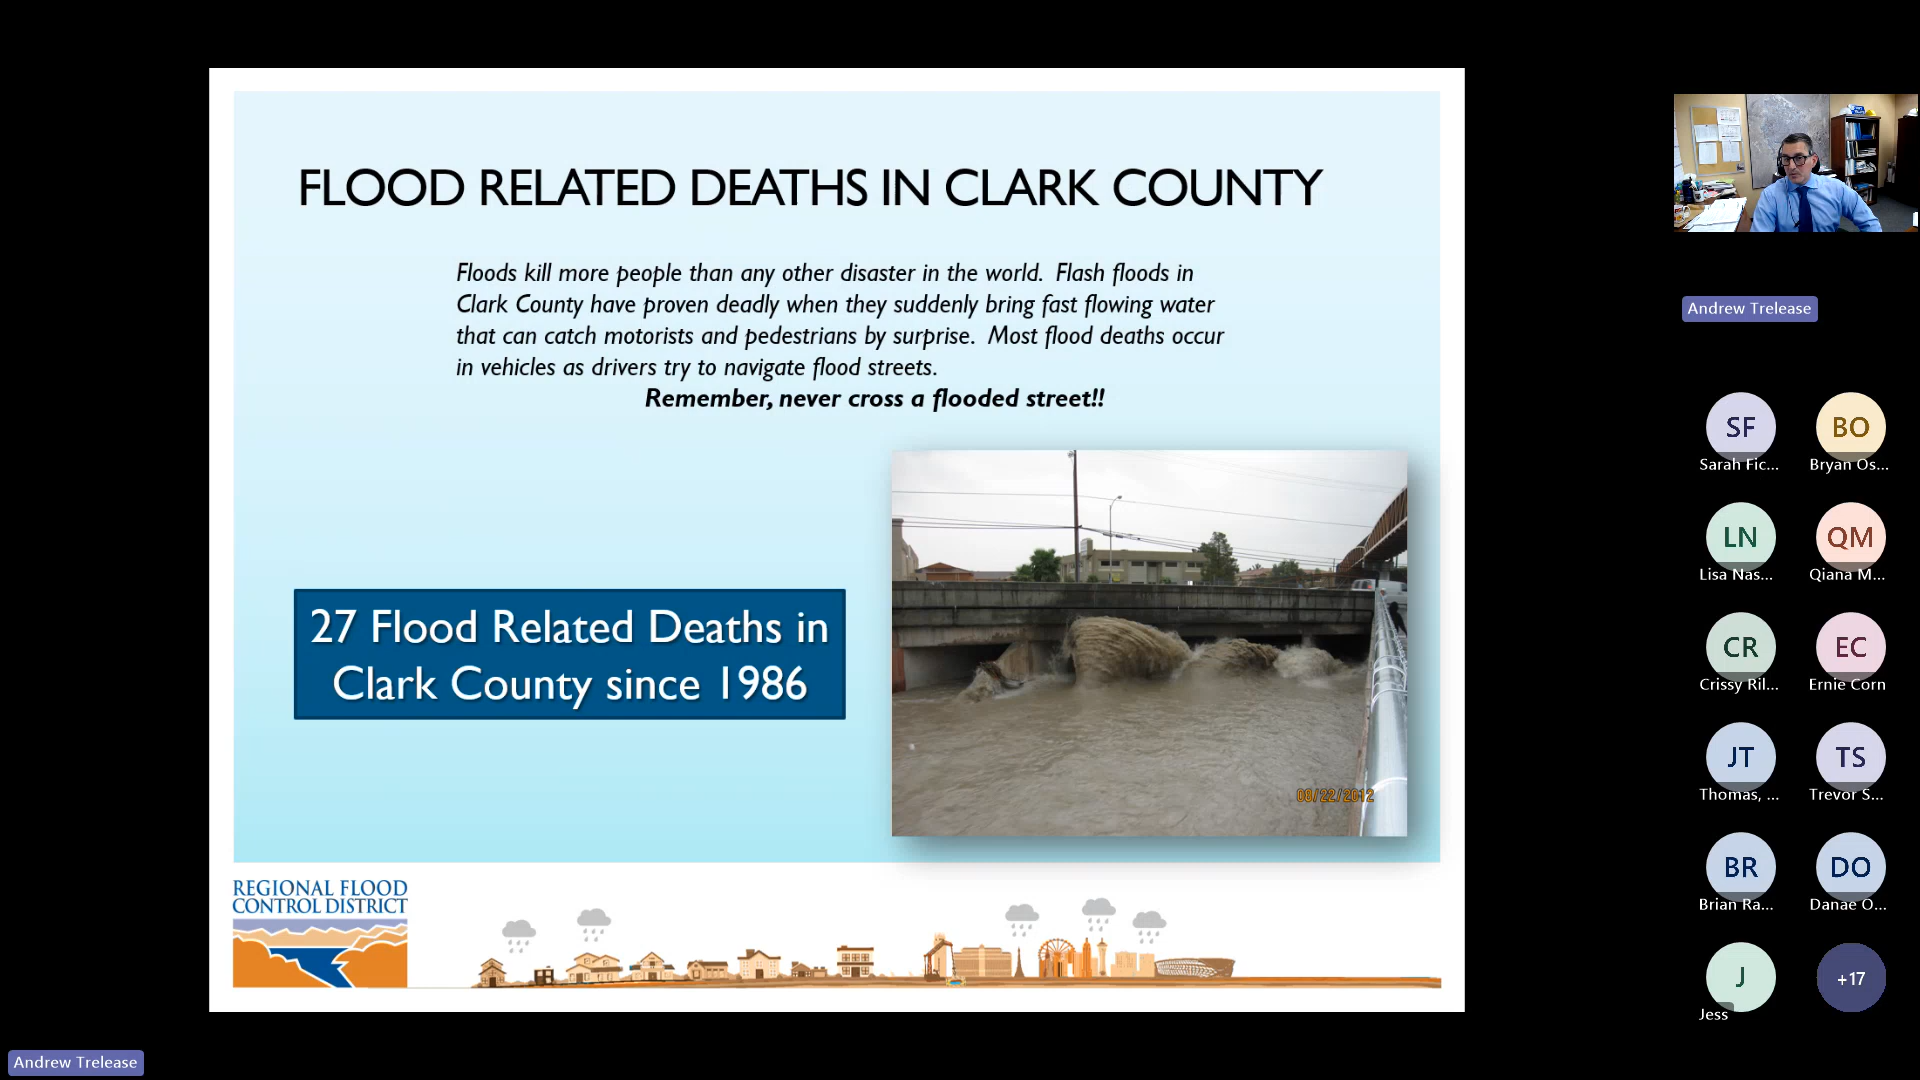 FLOOD RELATED DEATHS IN CLARK COUNTY
Floods kill more people than any other disaster in the world. Flash floods in
Clark County have proven deadly when they suddenly bring fast flowing water
that can catch motorists and pedestrians by surprise. Most flood deaths occur
in vehicles as drivers try to navigate flood streets.
Remember, never cross a flooded street!!
27 Flood Related Deaths in
Clark County since 1986
08/22/2012
REGIONAL FLOOD
CONTROL DISTRICT
Andrew Trelease
Andrew Trelease
SF
Sarah Fic...
BO
Bryan Os...
LN
Lisa Nas...
QM
Qiana M...
CR
Crissy Ril...
EC
Ernie Corn
JT
Thomas, ...
TS
Trevor S...
BR
Brian Ra...
DO
Danae O...
J
Jess
+17